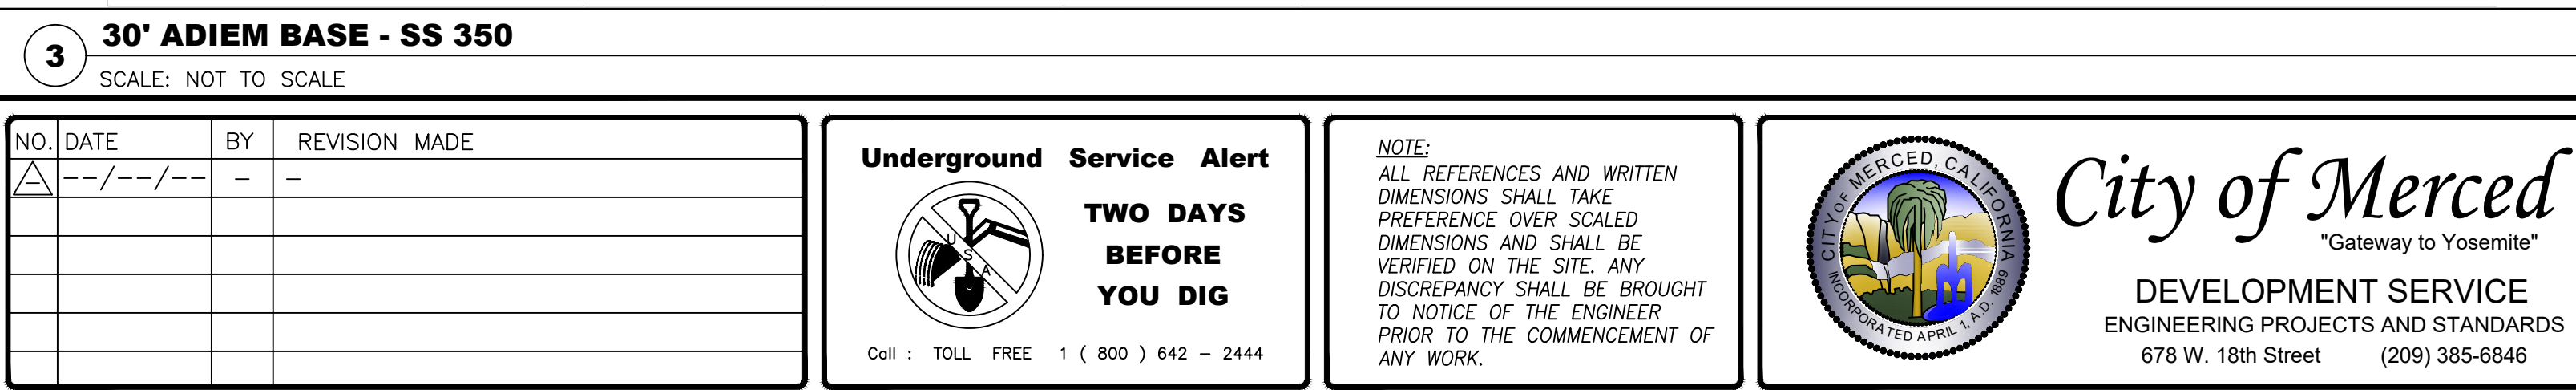 3
30' ADIEM BASE - SS 350
SCALE: NOT TO SCALE
NO. DATE BY REVISION MADE
– --/--/-- – –
Underground Service Alert
TWO DAYS
BEFORE
YOU DIG
U
S
A
Call : TOLL FREE 1 ( 800 ) 642 – 2444
NOTE:
ALL REFERENCES AND WRITTEN
DIMENSIONS SHALL TAKE
PREFERENCE OVER SCALED
DIMENSIONS AND SHALL BE
VERIFIED ON THE SITE. ANY
DISCREPANCY SHALL BE BROUGHT
TO NOTICE OF THE ENGINEER
PRIOR TO THE COMMENCEMENT OF
ANY WORK.
CITY OF MERCED, CALIFORNIA
INCORPORATED APRIL 1, A.D. 1889
City of Merced
"Gateway to Yosemite"
DEVELOPMENT SERVICE
ENGINEERING PROJECTS AND STANDARDS
678 W. 18th Street (209) 385-6846